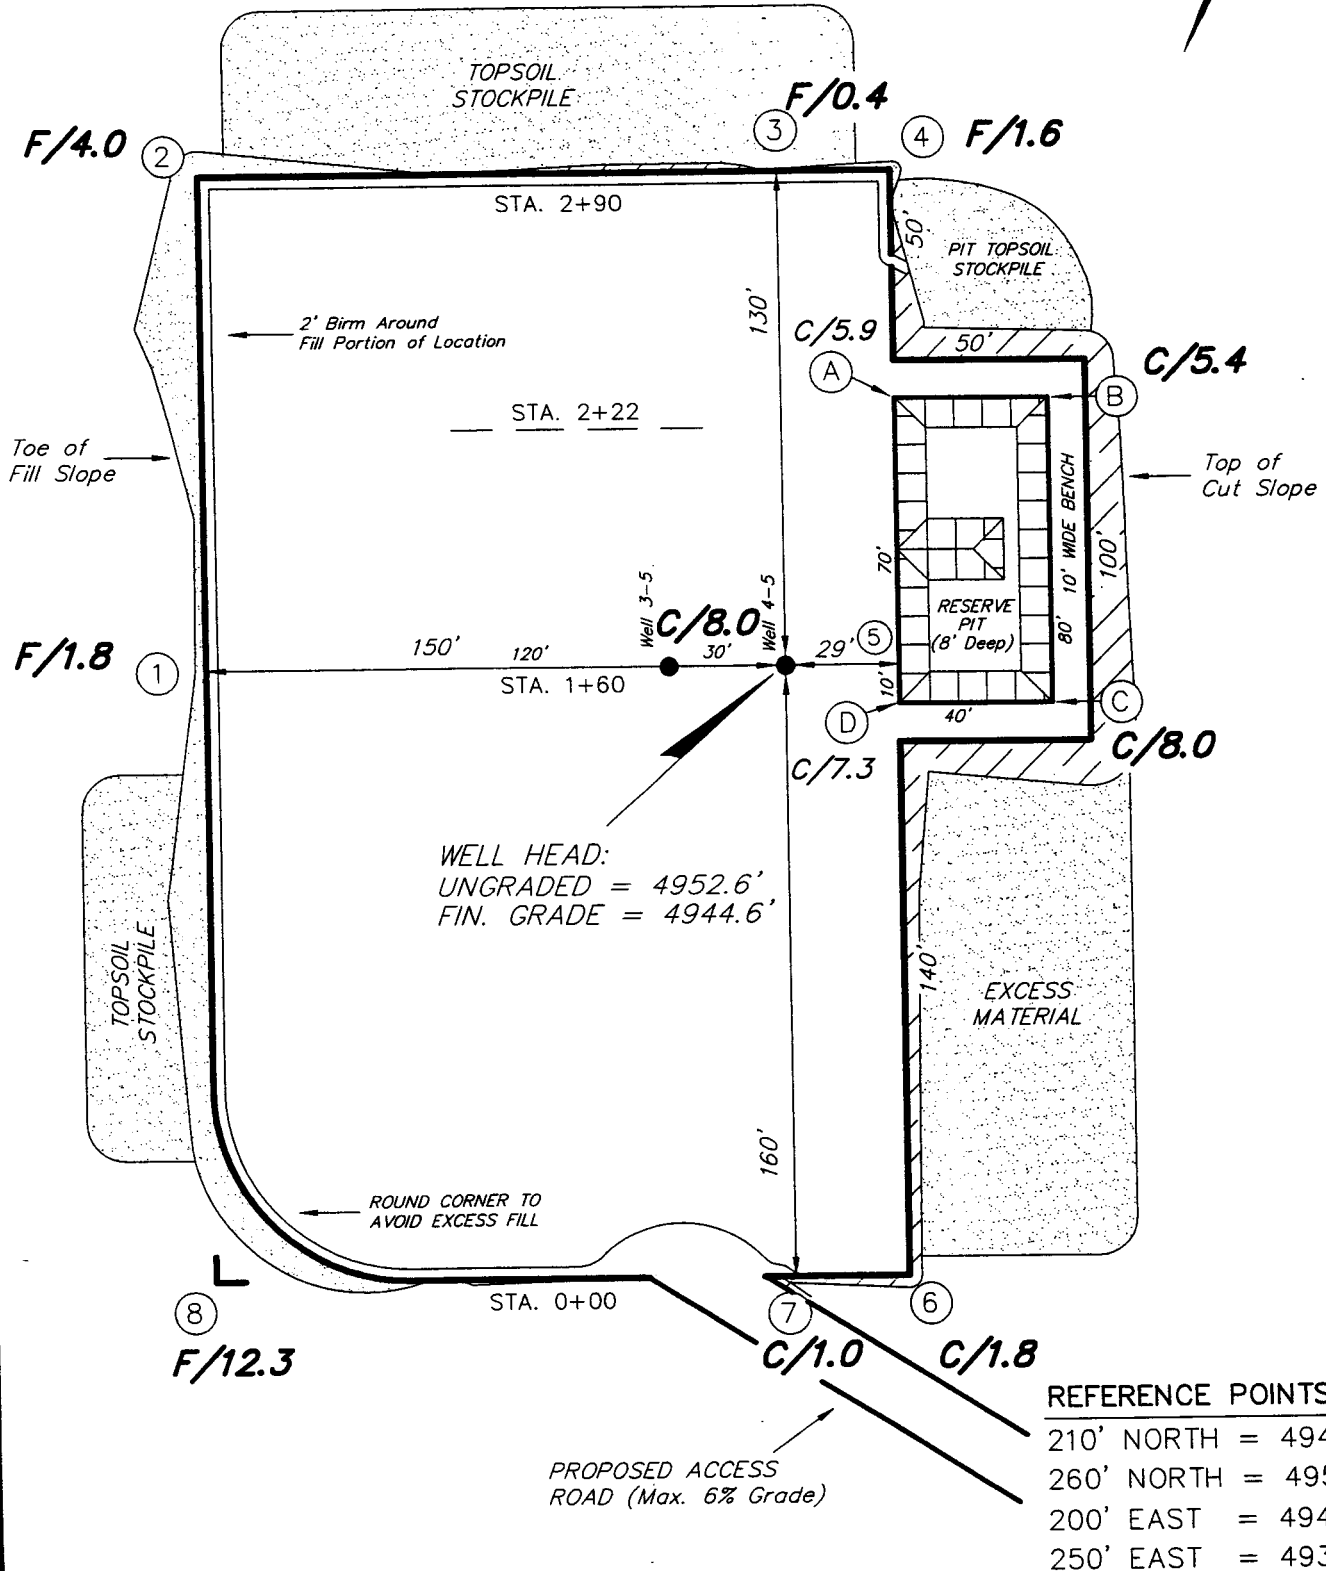 TOPSOIL
STOCKPILE
F/0.4
3
4
F/1.6
F/4.0
2
STA. 2+90
50'
PIT TOPSOIL
STOCKPILE
130'
2' Birm Around
Fill Portion of Location
C/5.9
50'
C/5.4
A
B
STA. 2+22
Toe of
Fill Slope
Top of
Cut Slope
10' WIDE BENCH
100'
70'
Well 3-5
Well 4-5
C/8.0
RESERVE
PIT
(8' Deep)
80'
F/1.8
1
150'
120'
30'
29'
5
STA. 1+60
10'
D
40'
C
C/7.3
C/8.0
WELL HEAD:
UNGRADED = 4952.6'
FIN. GRADE = 4944.6'
TOPSOIL
STOCKPILE
140'
EXCESS
MATERIAL
160'
ROUND CORNER TO
AVOID EXCESS FILL
8
STA. 0+00
7
6
F/12.3
C/1.0
C/1.8
REFERENCE POINTS
210' NORTH = 494
260' NORTH = 495
200' EAST = 494
250' EAST = 493
PROPOSED ACCESS
ROAD (Max. 6% Grade)